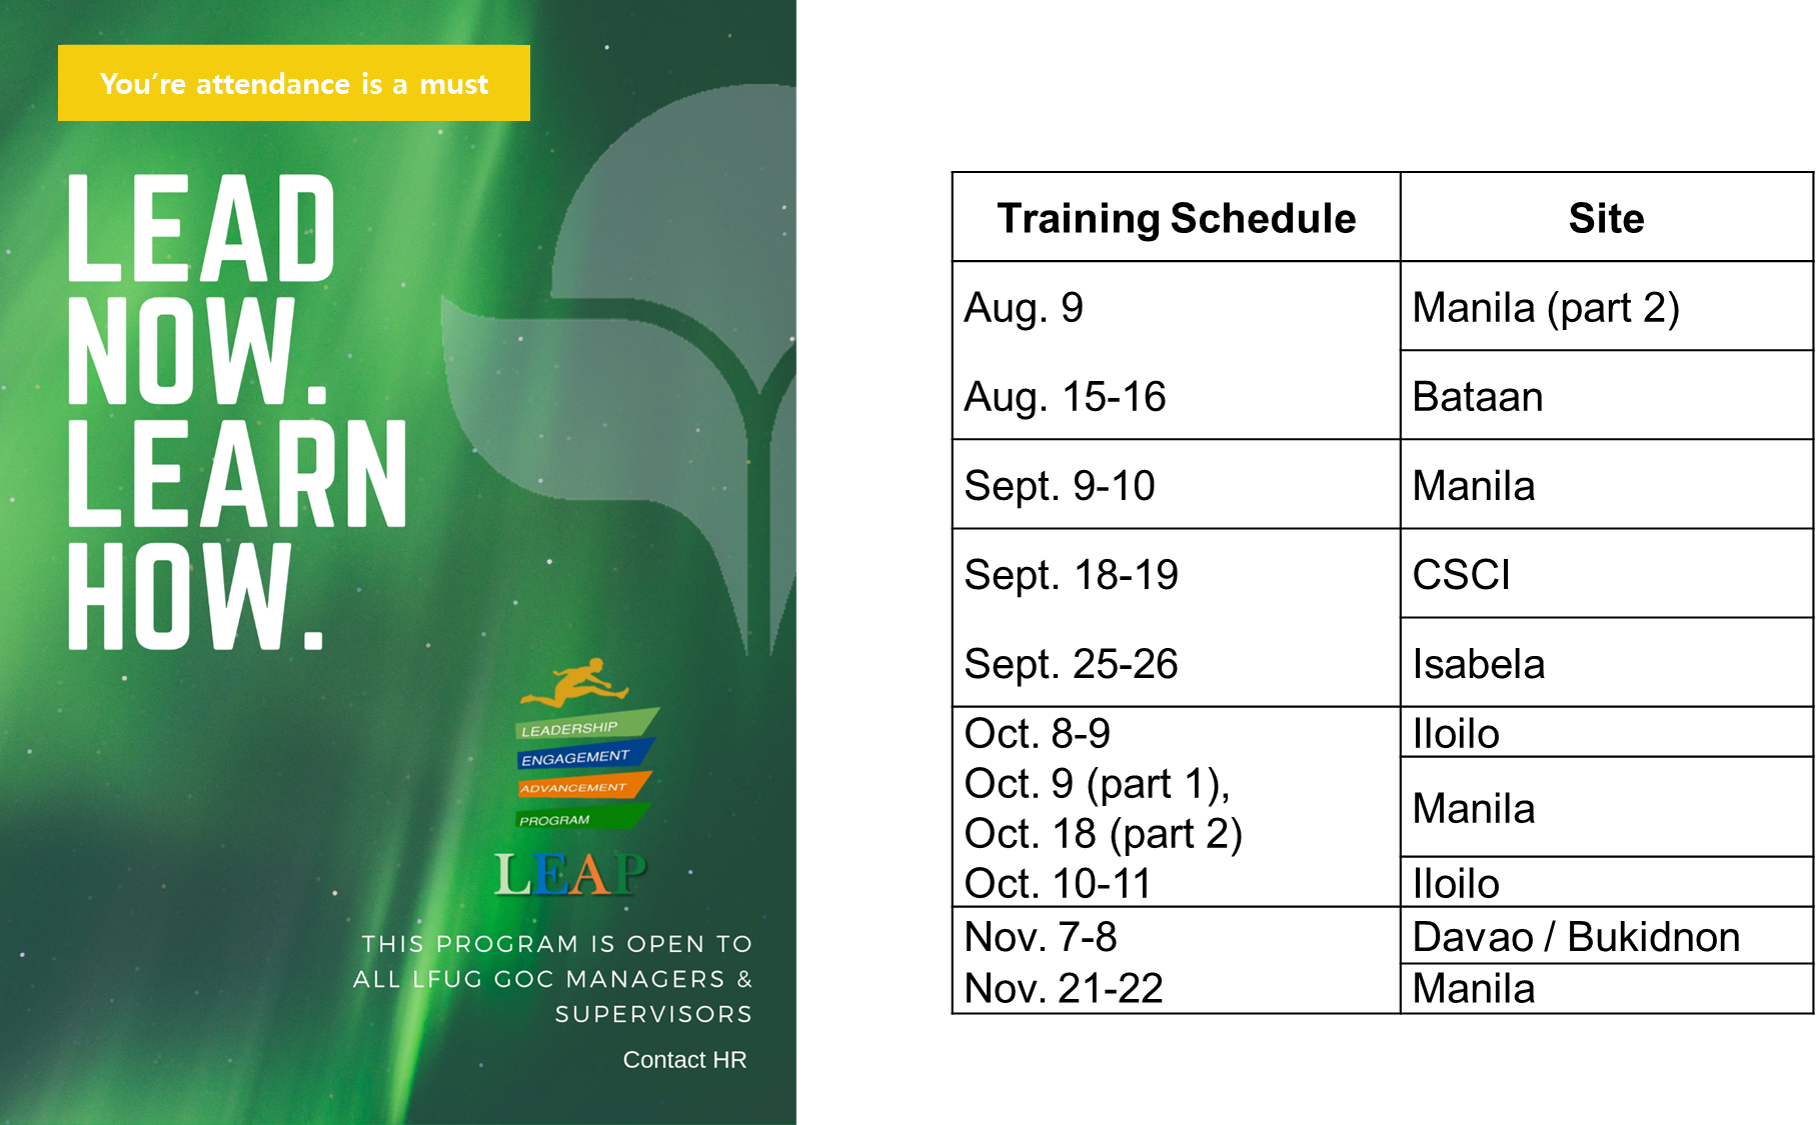 You’re attendance is a must
LEAD
NOW.
LEARN
HOW.
LEADERSHIP
ENGAGEMENT
ADVANCEMENT
PROGRAM
LEAP
THIS PROGRAM IS OPEN TO
ALL LFUG GOC MANAGERS &
SUPERVISORS
Contact HR
Training Schedule Site
Aug. 9 Manila (part 2)
Aug. 15-16 Bataan
Sept. 9-10 Manila
Sept. 18-19 CSCI
Sept. 25-26 Isabela
Oct. 8-9 Iloilo
Oct. 9 (part 1),
Oct. 18 (part 2) Manila
Oct. 10-11 Iloilo
Nov. 7-8 Davao / Bukidnon
Nov. 21-22 Manila